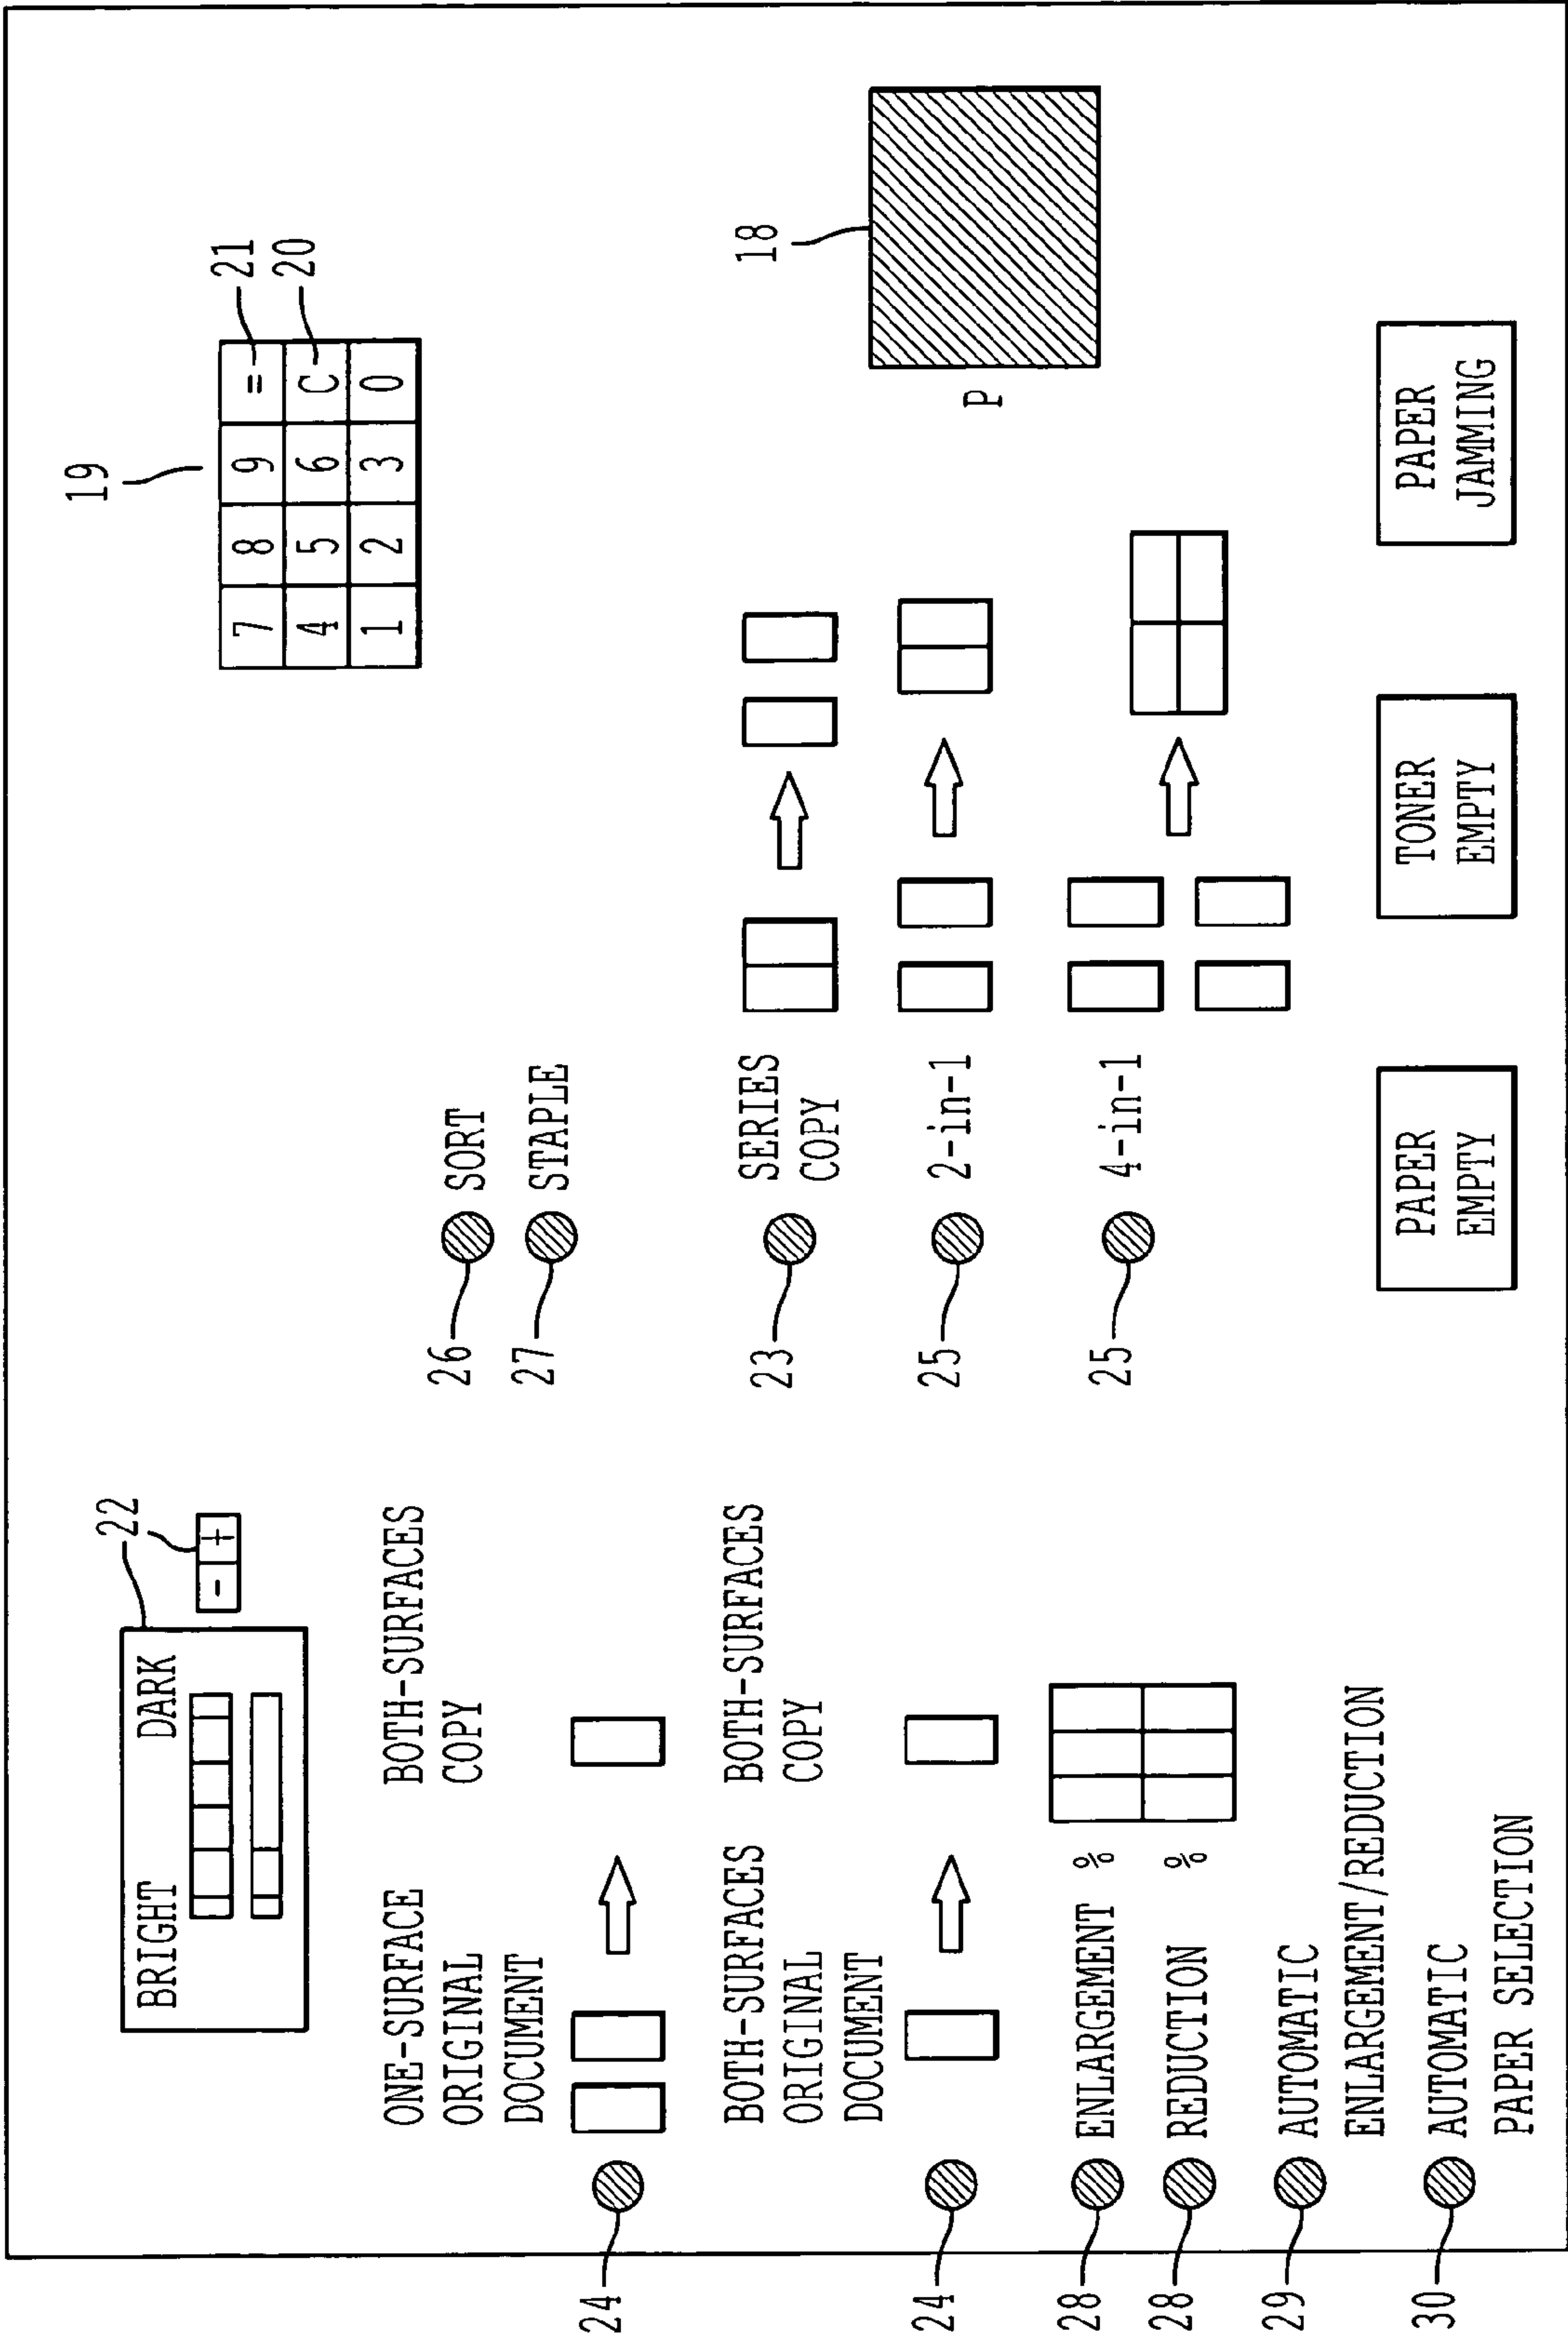 22
BRIGHT DARK
- +
19
7 8 9 =
4 5 6 C
1 2 3 0
21
20
ONE-SURFACE
ORIGINAL
DOCUMENT
BOTH-SURFACES
COPY
24
BOTH-SURFACES
ORIGINAL
DOCUMENT
BOTH-SURFACES
COPY
24
28 ENLARGEMENT %
28 REDUCTION %
29 AUTOMATIC
ENLARGEMENT/REDUCTION
30 AUTOMATIC
PAPER SELECTION
26 SORT
27 STAPLE
23 SERIES
COPY
25 2-in-1
25 4-in-1
18
P
PAPER
EMPTY
TONER
EMPTY
PAPER
JAMMING